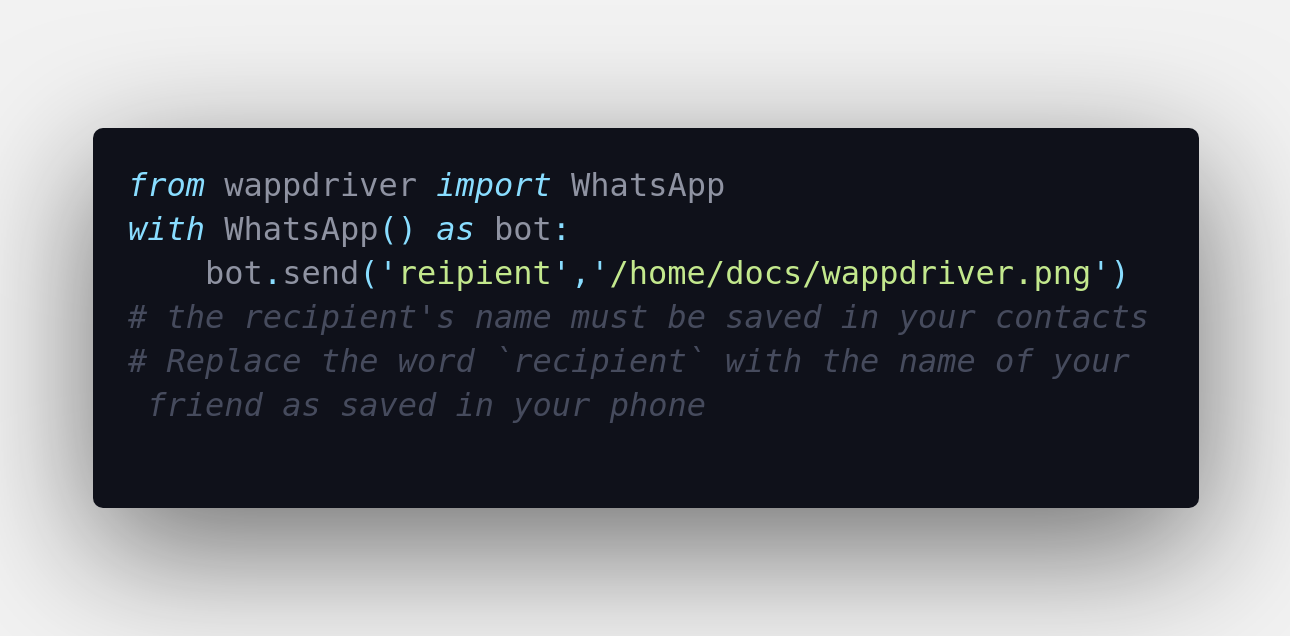 from wappdriver import WhatsApp
with WhatsApp() as bot:
    bot.send('reipient','/home/docs/wappdriver.png')
# the recipient's name must be saved in your contacts
# Replace the word `recipient` with the name of your
 friend as saved in your phone